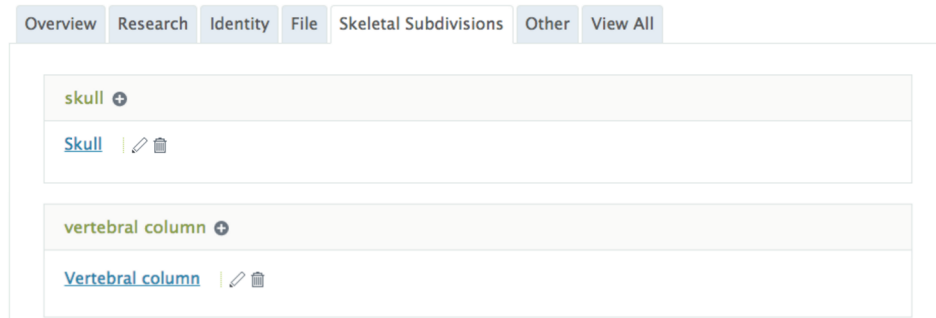 Overview Research Identity File Skeletal Subdivisions Other View All
skull
Skull
vertebral column
Vertebral column